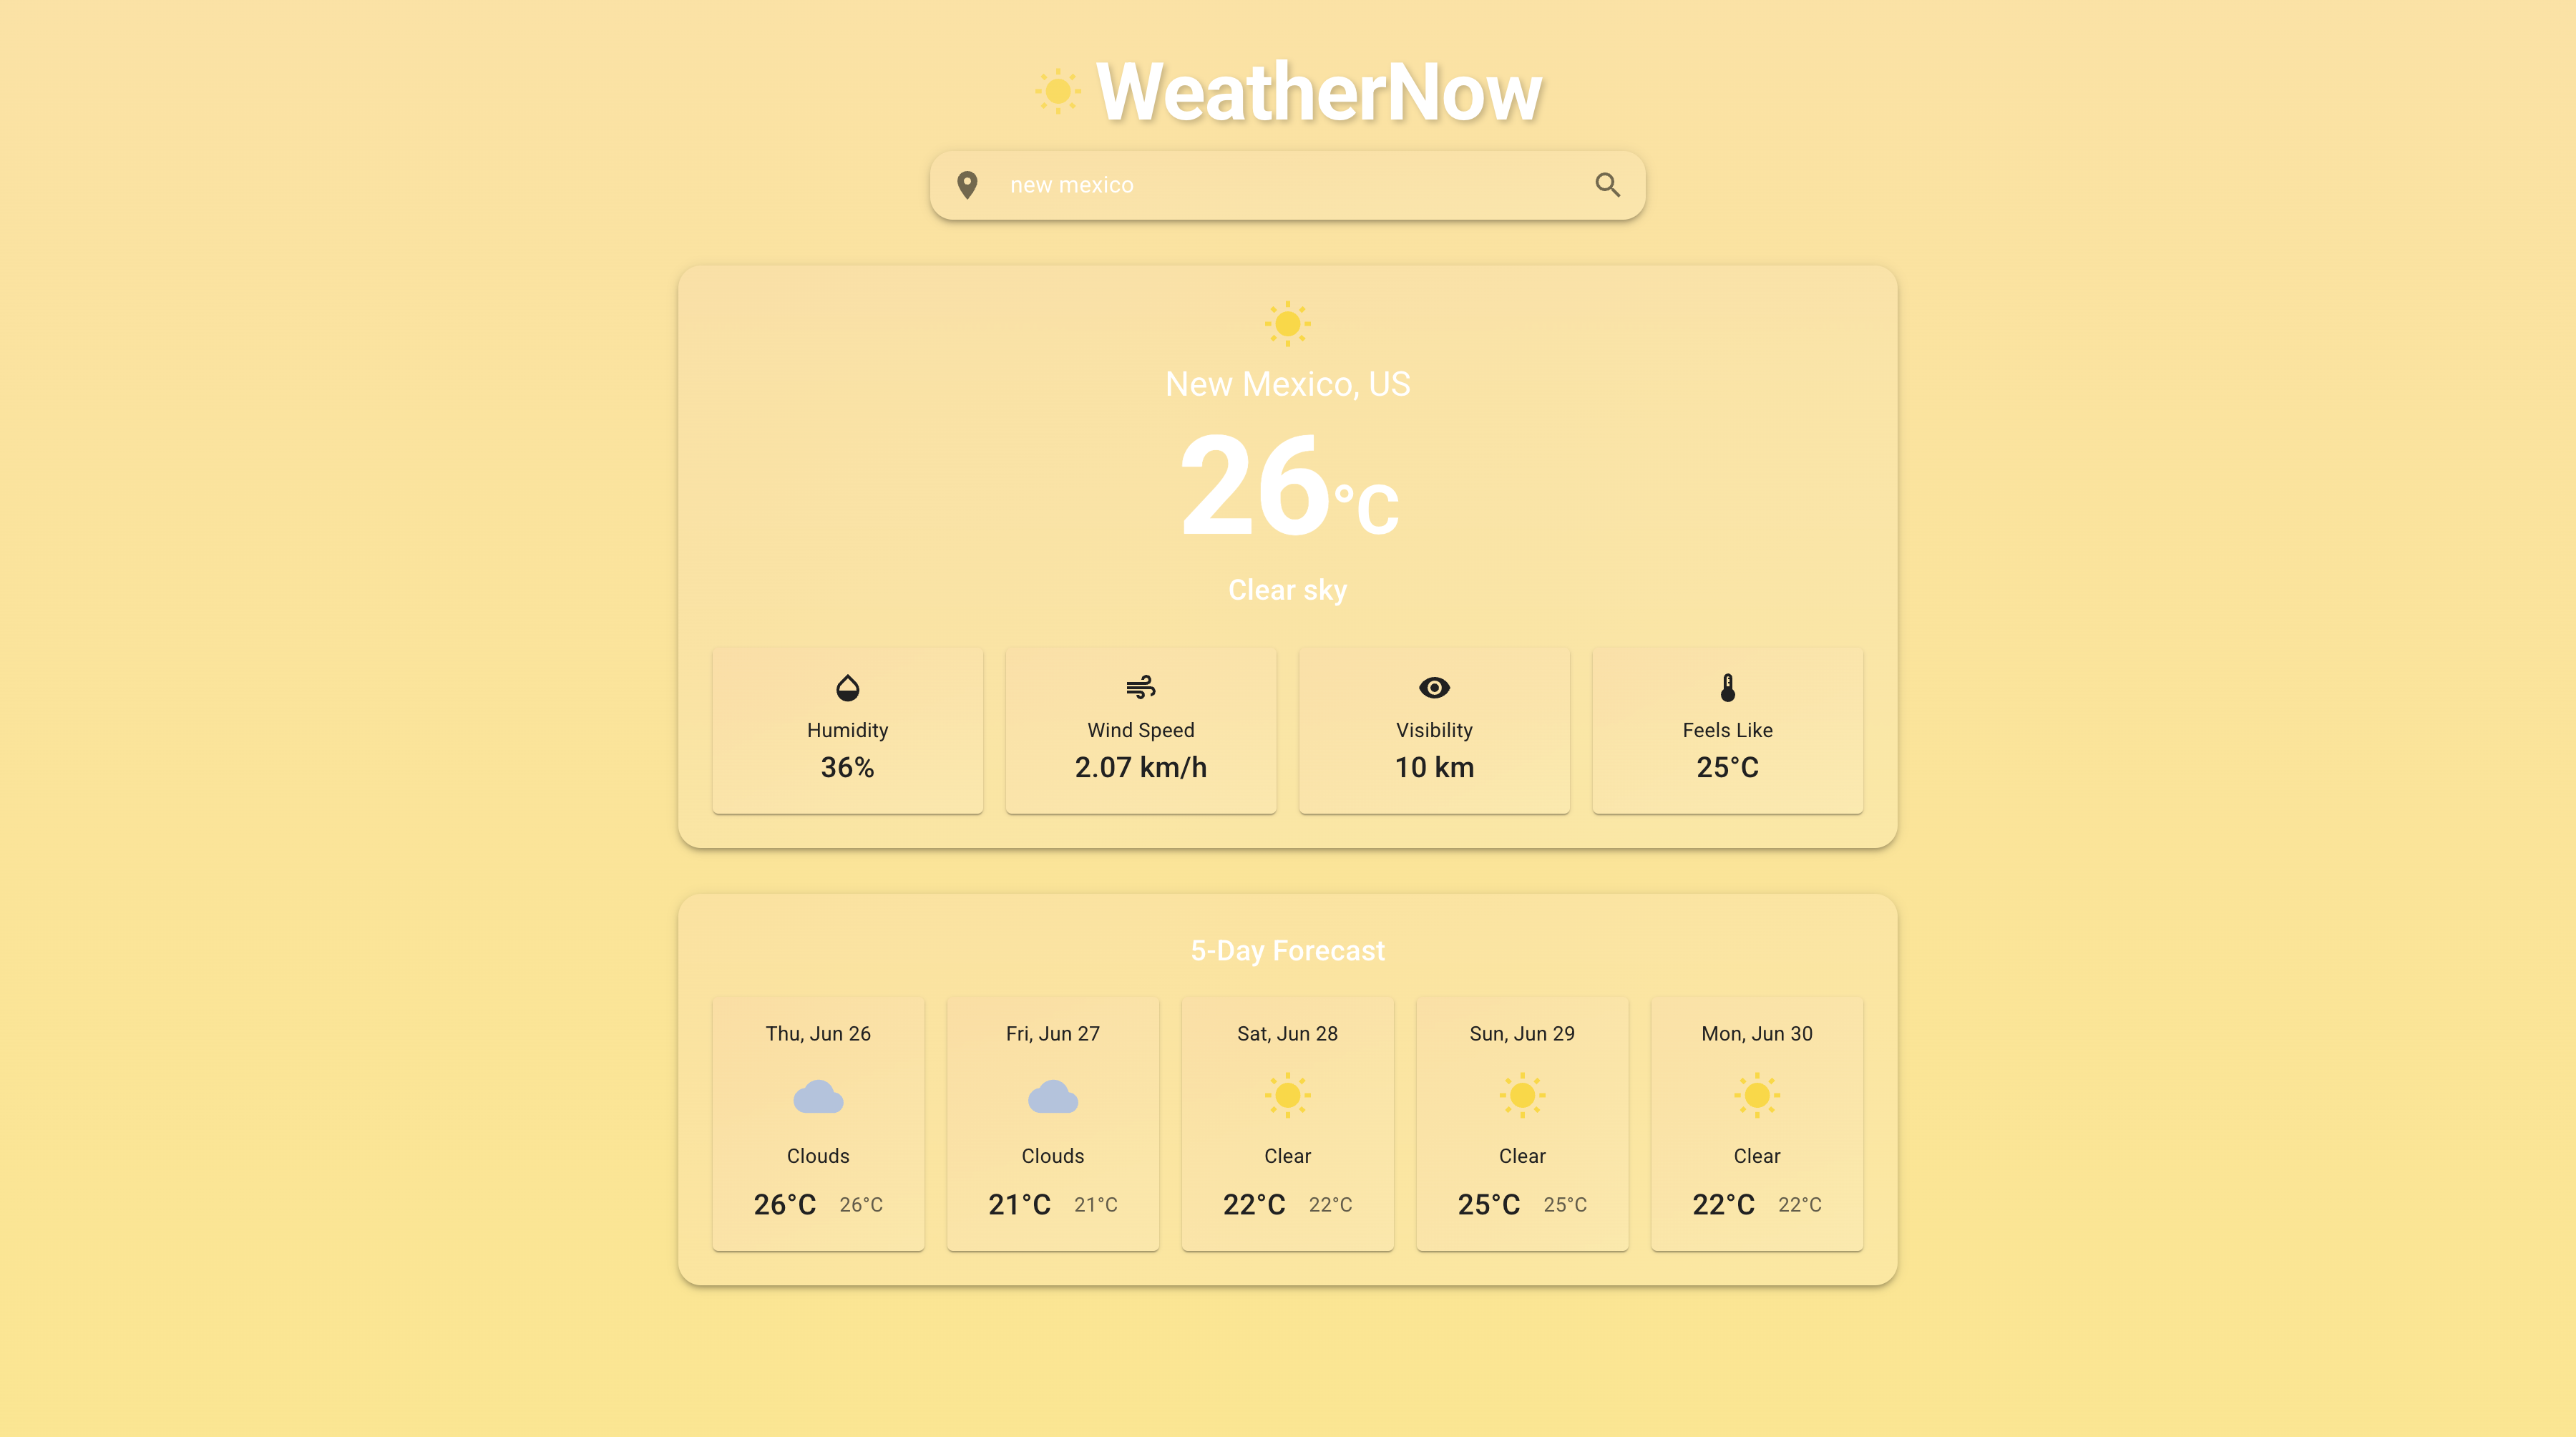 WeatherNow
new mexico
New Mexico, US
26°C
Clear sky
Humidity
36%
Wind Speed
2.07 km/h
Visibility
10 km
Feels Like
25°C
5-Day Forecast
Thu, Jun 26
Clouds
26°C 26°C
Fri, Jun 27
Clouds
21°C 21°C
Sat, Jun 28
Clear
22°C 22°C
Sun, Jun 29
Clear
25°C 25°C
Mon, Jun 30
Clear
22°C 22°C